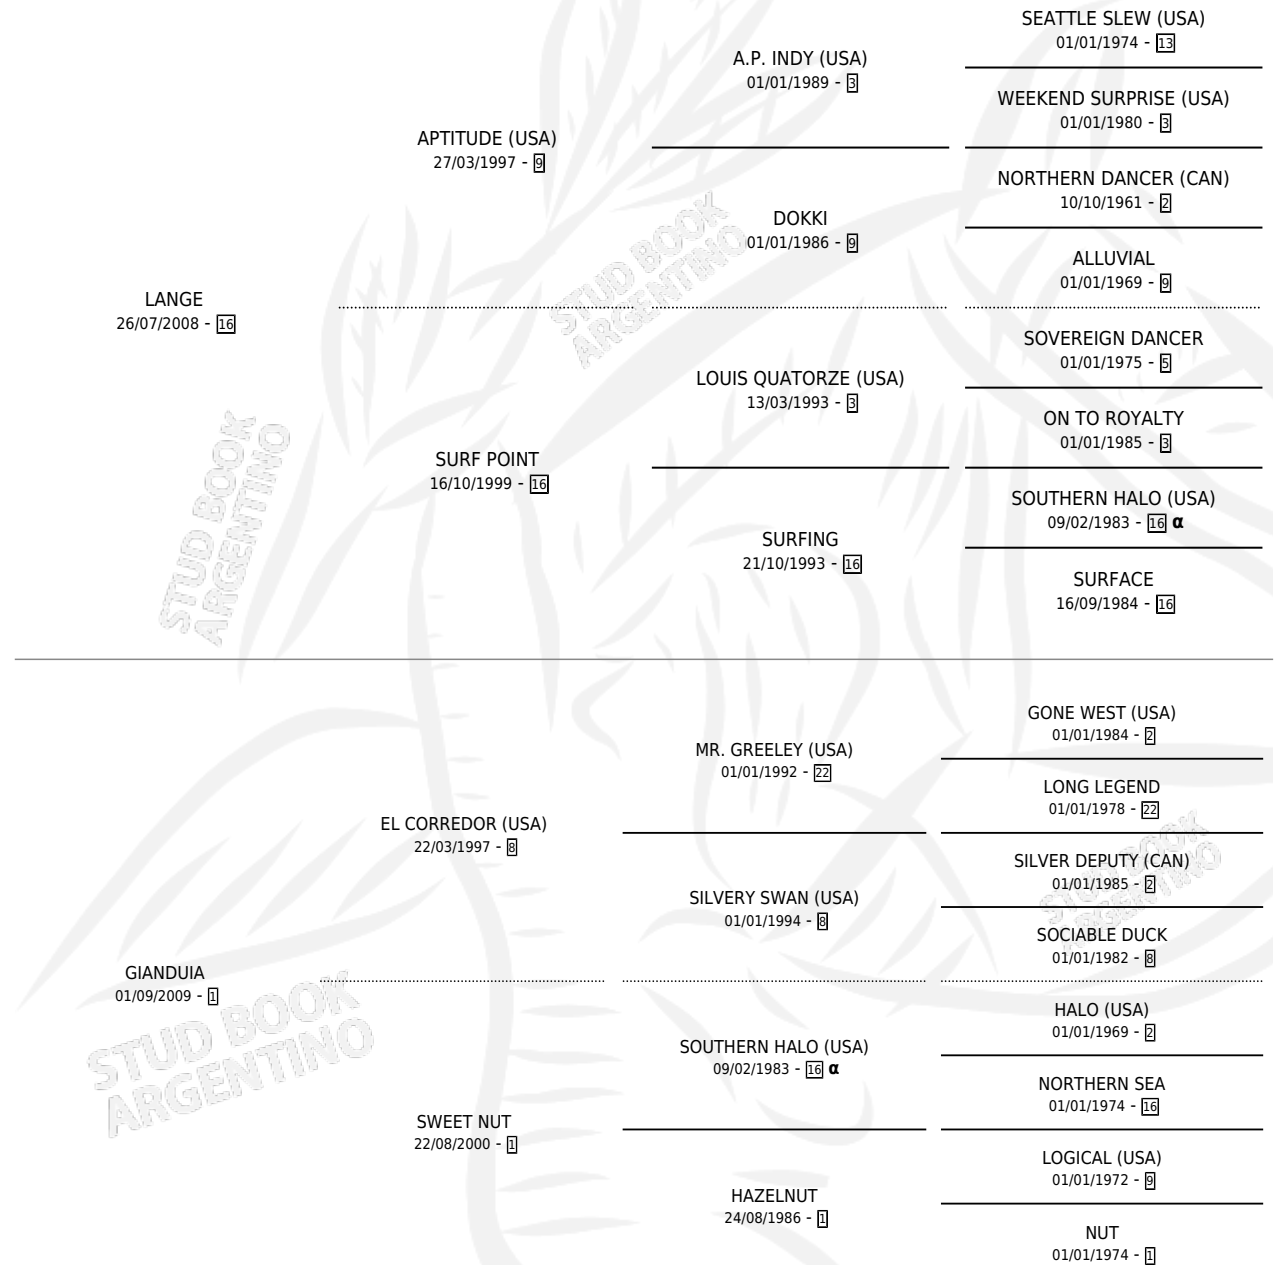 SEATTLE SLEW (USA)
01/01/1974 - 13
A.P. INDY (USA)
01/01/1989 - 3
WEEKEND SURPRISE (USA)
01/01/1980 - 3
APTITUDE (USA)
27/03/1997 - 9
NORTHERN DANCER (CAN)
10/10/1961 - 2
DOKKI
01/01/1986 - 9
ALLUVIAL
01/01/1969 - 9
LANGE
26/07/2008 - 16
SOVEREIGN DANCER
01/01/1975 - 5
LOUIS QUATORZE (USA)
13/03/1993 - 3
ON TO ROYALTY
01/01/1985 - 3
SURF POINT
16/10/1999 - 16
SOUTHERN HALO (USA)
09/02/1983 - 16 α
SURFING
21/10/1993 - 16
SURFACE
16/09/1984 - 16
GONE WEST (USA)
01/01/1984 - 2
MR. GREELEY (USA)
01/01/1992 - 22
LONG LEGEND
01/01/1978 - 22
EL CORREDOR (USA)
22/03/1997 - 8
SILVER DEPUTY (CAN)
01/01/1985 - 2
SILVERY SWAN (USA)
01/01/1994 - 8
SOCIABLE DUCK
01/01/1982 - 8
GIANDUIA
01/09/2009 - 1
HALO (USA)
01/01/1969 - 2
SOUTHERN HALO (USA)
09/02/1983 - 16 α
NORTHERN SEA
01/01/1974 - 16
SWEET NUT
22/08/2000 - 1
LOGICAL (USA)
01/01/1972 - 9
HAZELNUT
24/08/1986 - 1
NUT
01/01/1974 - 1
STUD BOOK
ARGENTINO
STUD BOOK
ARGENTINO
STUD BOOK
ARGENTINO
STUD BOOK
ARGENTINO